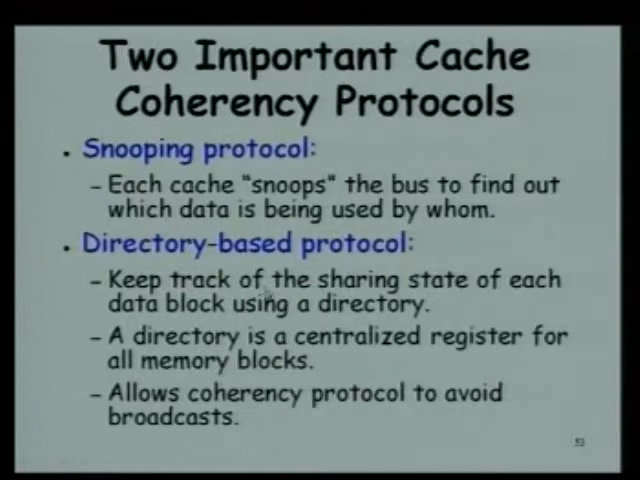 Two Important Cache
Coherency Protocols
• Snooping protocol:
– Each cache "snoops" the bus to find out
which data is being used by whom.
• Directory-based protocol:
– Keep track of the sharing state of each
data block using a directory.
– A directory is a centralized register for
all memory blocks.
– Allows coherency protocol to avoid
broadcasts.